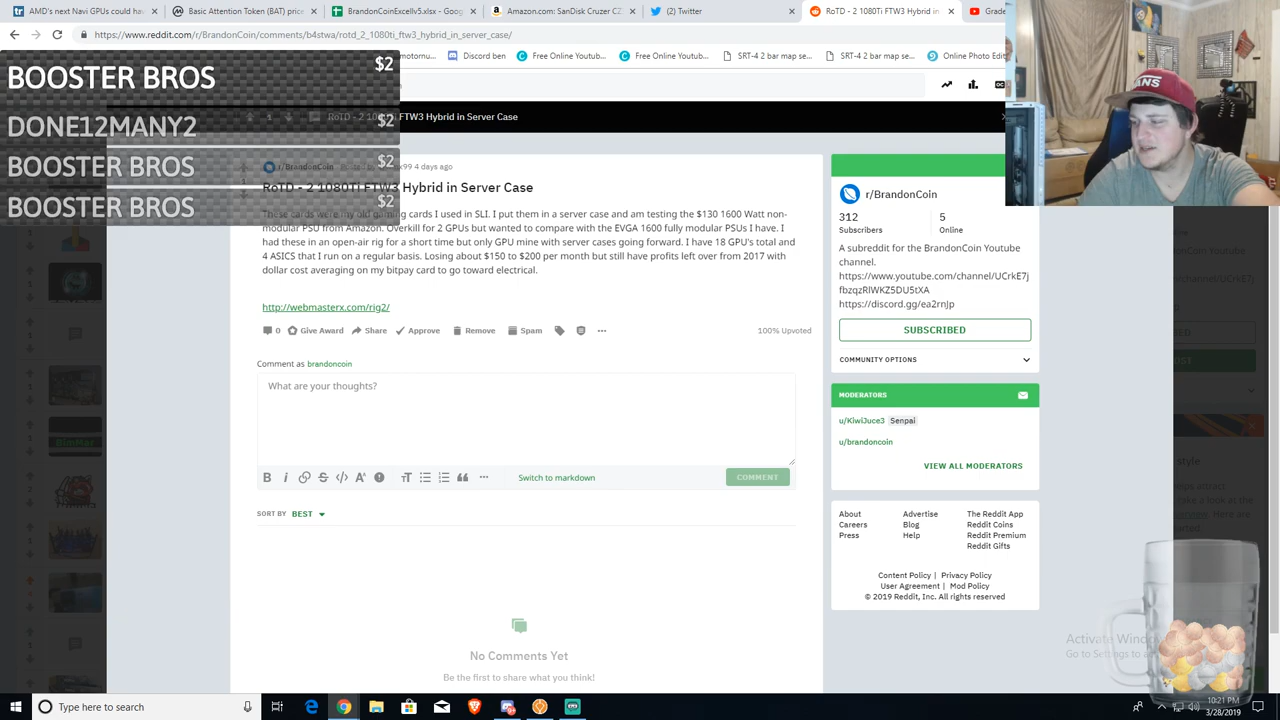 AMD's next Navi GPUs could ha
Basic Attention Token (BAT) pri
BrandonsExcellv5.xlsx - Goog
Amazon.com: SanDisk Cruzer CZ
(2) Twitter
RoTD - 2 1080Ti FTW3 Hybrid in
https://www.reddit.com/r/BrandonCoin/comments/b4stwa/rotd_2_1080ti_ftw3_hybrid_in_server_case/
Discord ben
Free Online Youtub...
Free Online Youtub...
SRT-4 2 bar map se...
SRT-4 2 bar map se...
Online Photo Edit
BOOSTER BROS $2
DONE12MANY2 $2
BOOSTER BROS $2
BOOSTER BROS $2
RoTD - 2 1080Ti FTW3 Hybrid in Server Case
r/BrandonCoin 4 days ago
RoTD - 2 1080Ti FTW3 Hybrid in Server Case
These cards were my old gaming cards I used in SLI. I put them in a server case and am testing the $130 1600 Watt non-
modular PSU from Amazon. Overkill for 2 GPUs but wanted to compare with the EVGA 1600 fully modular PSUs I have. I
had these in an open-air rig for a short time but only GPU mine with server cases going forward. I have 18 GPU's total and
4 ASICS that I run on a regular basis. Losing about $150 to $200 per month but still have profits left over from 2017 with
dollar cost averaging on my bitpay card to go toward electrical.
http://webmasterx.com/rig2/
0 Give Award Share Approve Remove Spam ... 100% Upvoted
Comment as brandoncoin
What are your thoughts?
Switch to markdown
COMMENT
SORT BY BEST
No Comments Yet
Be the first to share what you think!
r/BrandonCoin
312 5
Subscribers Online
A subreddit for the BrandonCoin Youtube
channel.
https://www.youtube.com/channel/UCrkE7j
fbzqzRlWKZ5DU5tXA
https://discord.gg/ea2rnJp
SUBSCRIBED
COMMUNITY OPTIONS
MODERATORS
u/KiwiJuce3 Senpai
u/brandoncoin
VIEW ALL MODERATORS
About Advertise The Reddit App
Careers Blog Reddit Coins
Press Help Reddit Premium
Reddit Gifts
Content Policy | Privacy Policy
User Agreement | Mod Policy
© 2019 Reddit, Inc. All rights reserved
Type here to search
10:21 PM
3/28/2019